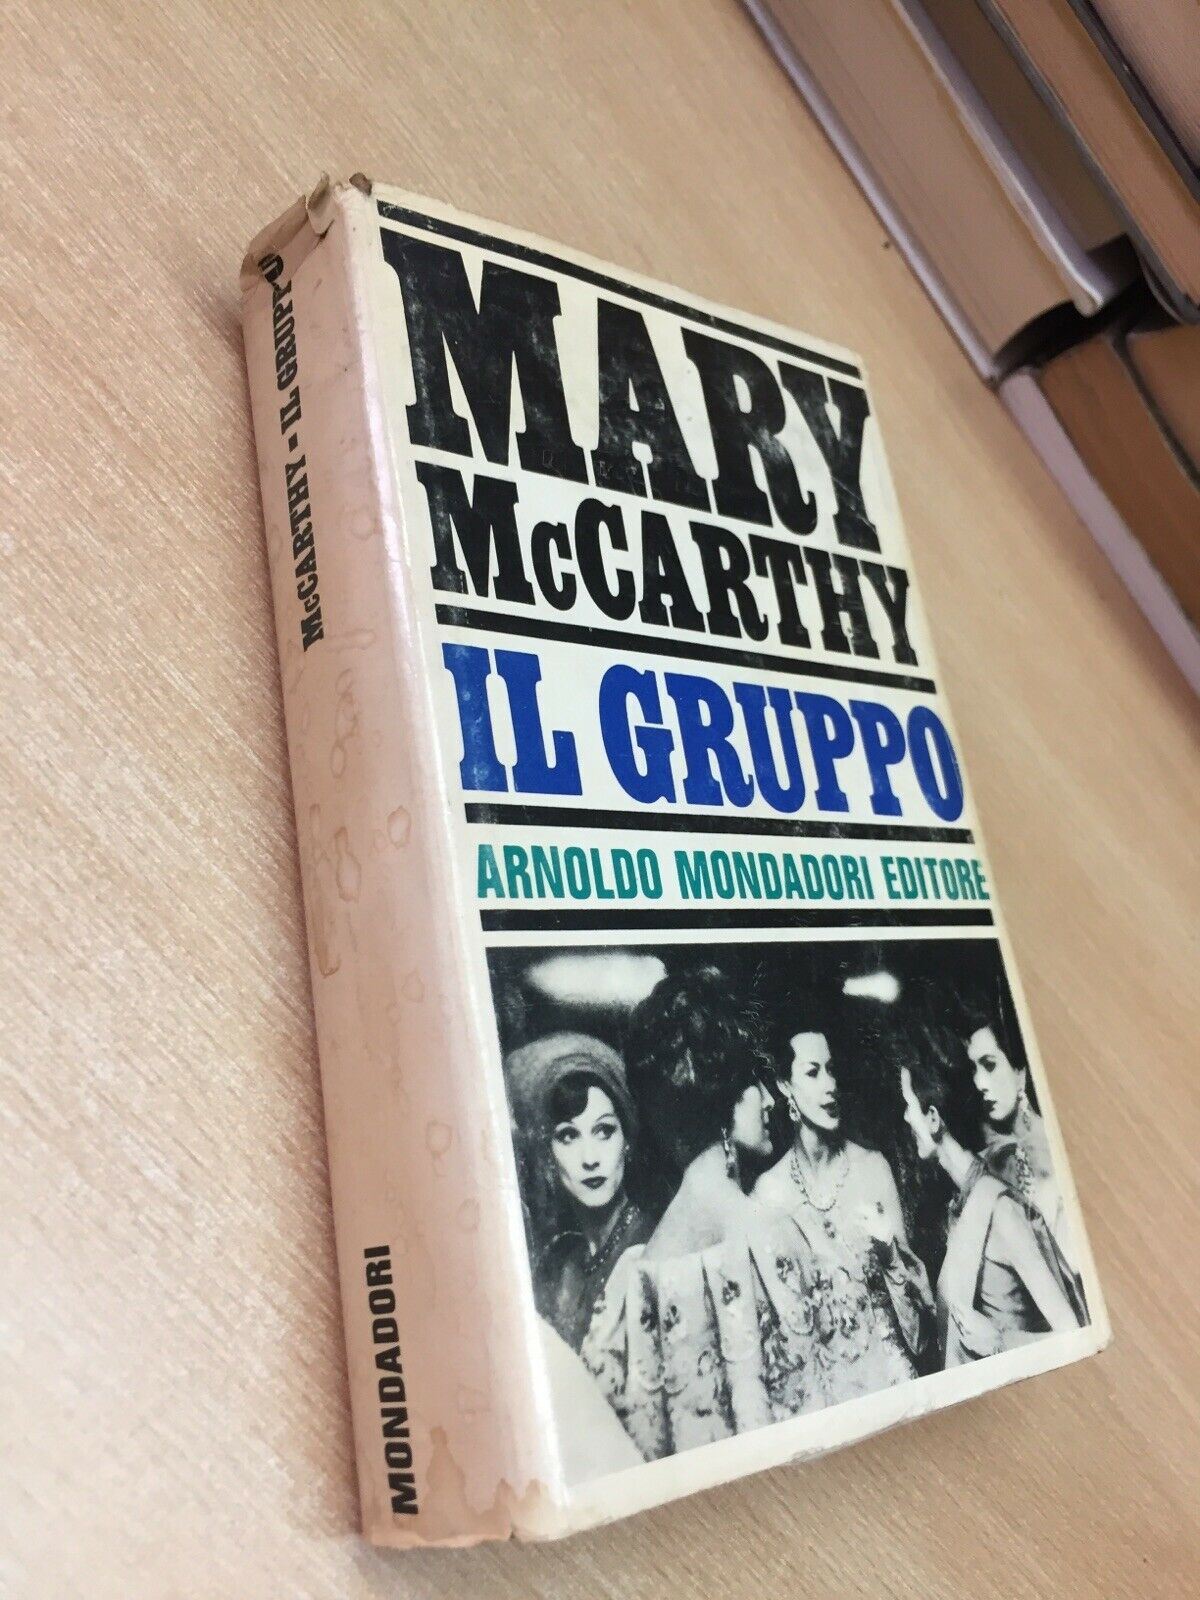 MARY
McCARTHY
IL GRUPPO
ARNOLDO MONDADORI EDITORE
McCARTHY - IL GRUPPO
MONDADORI